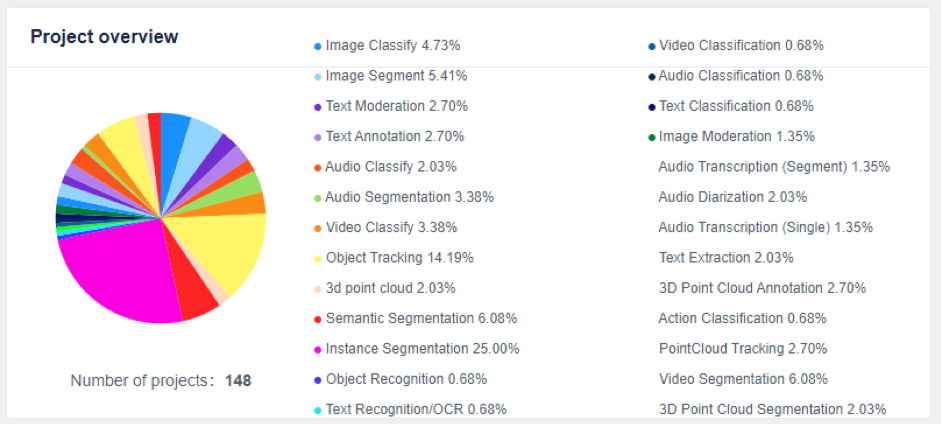 Project overview
Image Classify 4.73%
Image Segment 5.41%
Text Moderation 2.70%
Text Annotation 2.70%
Audio Classify 2.03%
Audio Segmentation 3.38%
Video Classify 3.38%
Object Tracking 14.19%
3d point cloud 2.03%
Semantic Segmentation 6.08%
Instance Segmentation 25.00%
Object Recognition 0.68%
Text Recognition/OCR 0.68%
Video Classification 0.68%
Audio Classification 0.68%
Text Classification 0.68%
Image Moderation 1.35%
Audio Transcription (Segment) 1.35%
Audio Diarization 2.03%
Audio Transcription (Single) 1.35%
Text Extraction 2.03%
3D Point Cloud Annotation 2.70%
Action Classification 0.68%
PointCloud Tracking 2.70%
Video Segmentation 6.08%
3D Point Cloud Segmentation 2.03%
Number of projects: 148